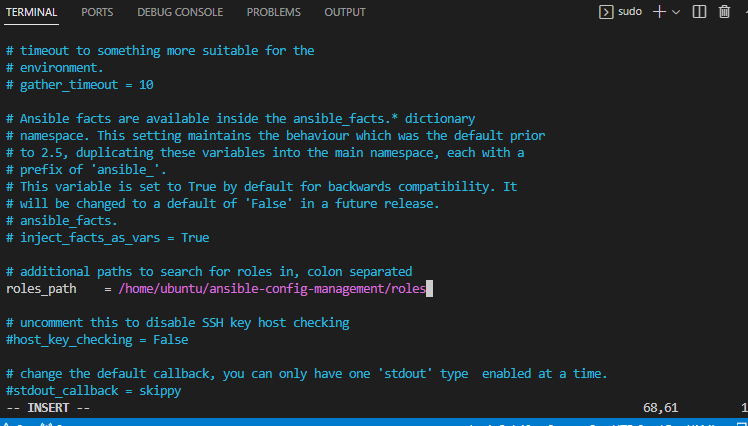 TERMINAL PORTS DEBUG CONSOLE PROBLEMS OUTPUT sudo
# timeout to something more suitable for the
# environment.
# gather_timeout = 10
# Ansible facts are available inside the ansible_facts.* dictionary
# namespace. This setting maintains the behaviour which was the default prior
# to 2.5, duplicating these variables into the main namespace, each with a
# prefix of 'ansible_'.
# This variable is set to True by default for backwards compatibility. It
# will be changed to a default of 'False' in a future release.
# ansible_facts.
# inject_facts_as_vars = True
# additional paths to search for roles in, colon separated
roles_path    = /home/ubuntu/ansible-config-management/roles
# uncomment this to disable SSH key host checking
#host_key_checking = False
# change the default callback, you can only have one 'stdout' type  enabled at a time.
#stdout_callback = skippy
-- INSERT -- 68,61 1